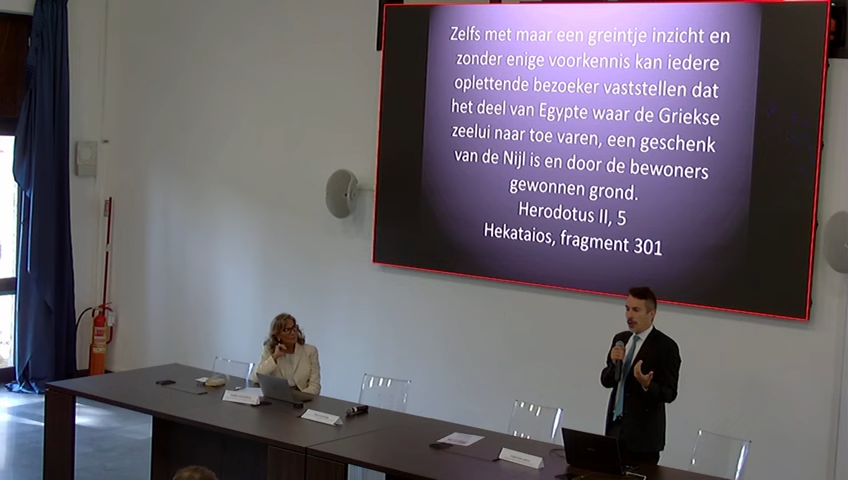 Zelfs met maar een greintje inzicht en
zonder enige voorkennis kan iedere
oplettende bezoeker vaststellen dat
het deel van Egypte waar de Griekse
zeelui naar toe varen, een geschenk
van de Nijl is en door de bewoners
gewonnen grond.
Herodotus II, 5
Hekataios, fragment 301